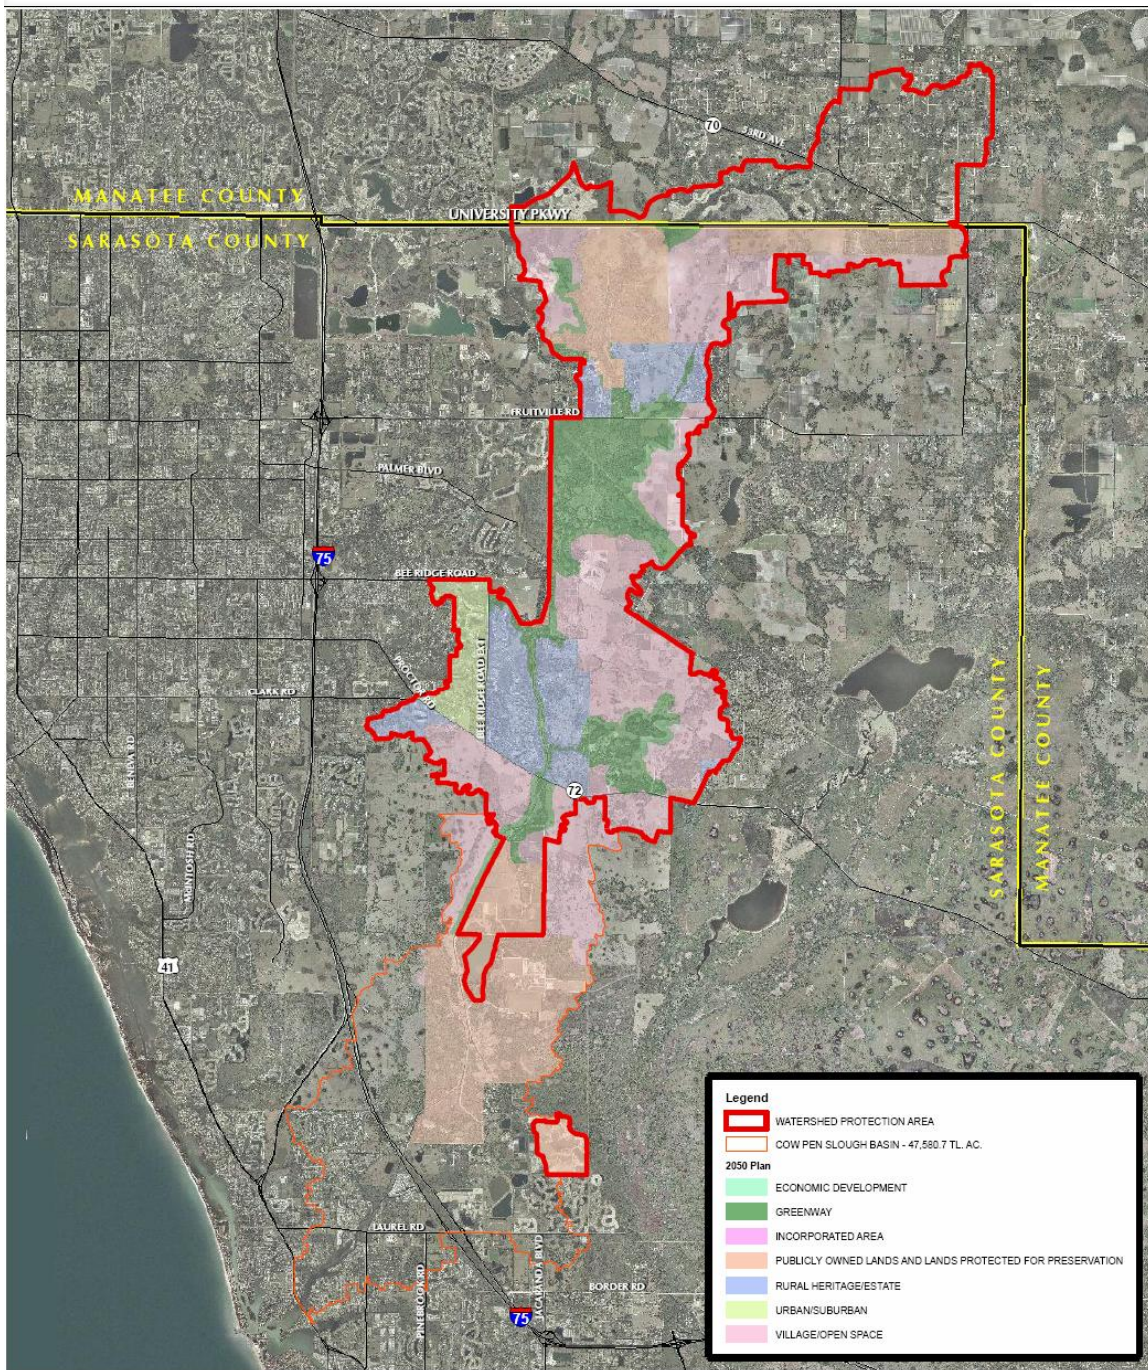 70
53RD AVE
MANATEE COUNTY
UNIVERSITY PKWY
SARASOTA COUNTY
FRUITVILLE RD
PALMER BLVD
75
BEE RIDGE ROAD
PROCTOR RD
BEE RIDGE ROAD EXT
CLARK RD
SARASOTA COUNTY
MANATEE COUNTY
BENEVA RD
72
MCINTOSH RD
41
LAUREL RD
PINEBROOK RD
JACARANDA BLVD
BORDER RD
75
Legend
WATERSHED PROTECTION AREA
COW PEN SLOUGH BASIN - 47,580.7 TL. AC.
2050 Plan
ECONOMIC DEVELOPMENT
GREENWAY
INCORPORATED AREA
PUBLICLY OWNED LANDS AND LANDS PROTECTED FOR PRESERVATION
RURAL HERITAGE/ESTATE
URBAN/SUBURBAN
VILLAGE/OPEN SPACE